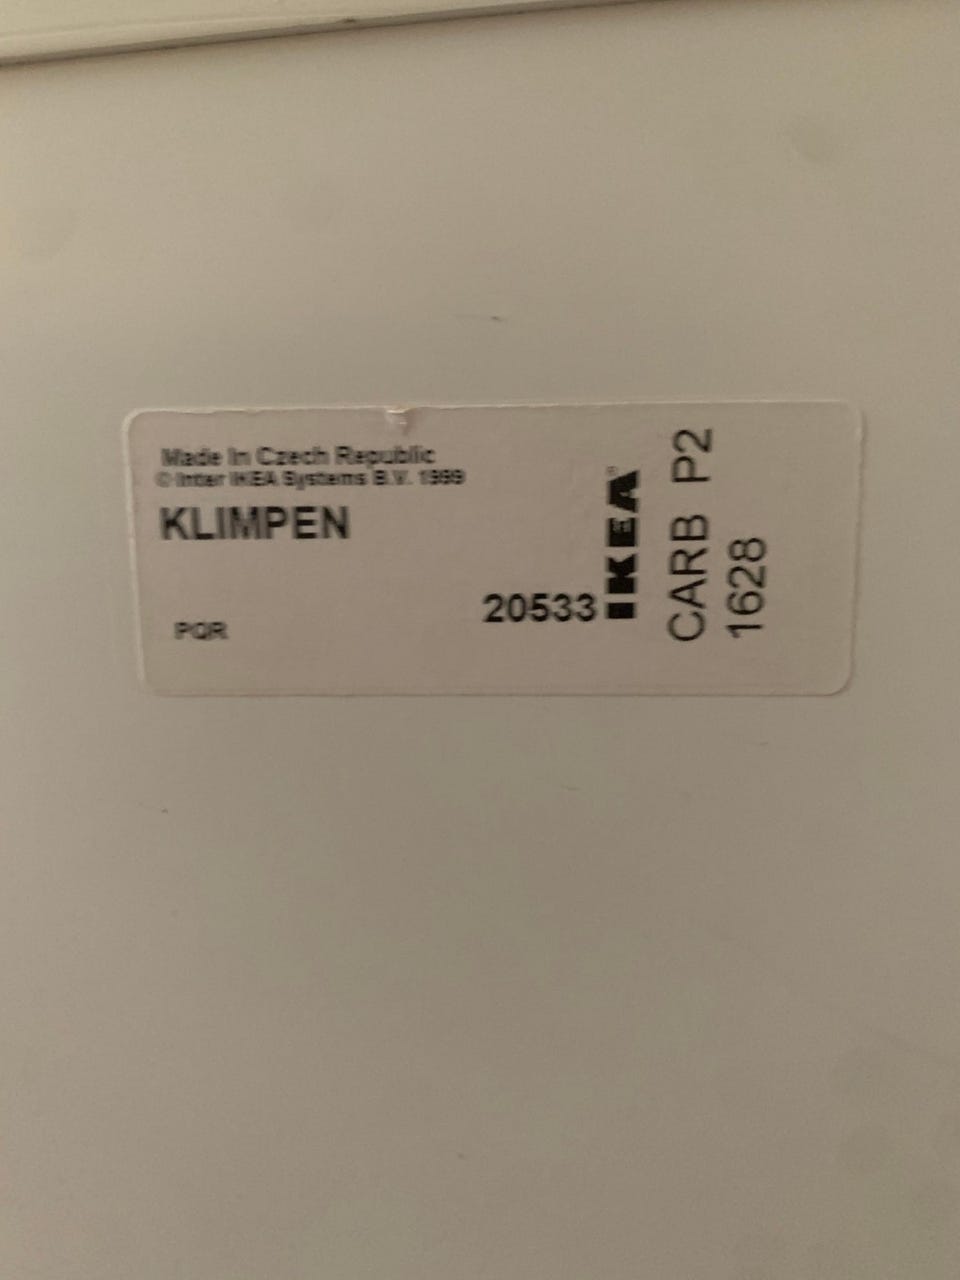 Made In Czech Republic
© Inter IKEA Systems B.V. 1999
KLIMPEN
PQR
20533
IKEA®
CARB P2
1628